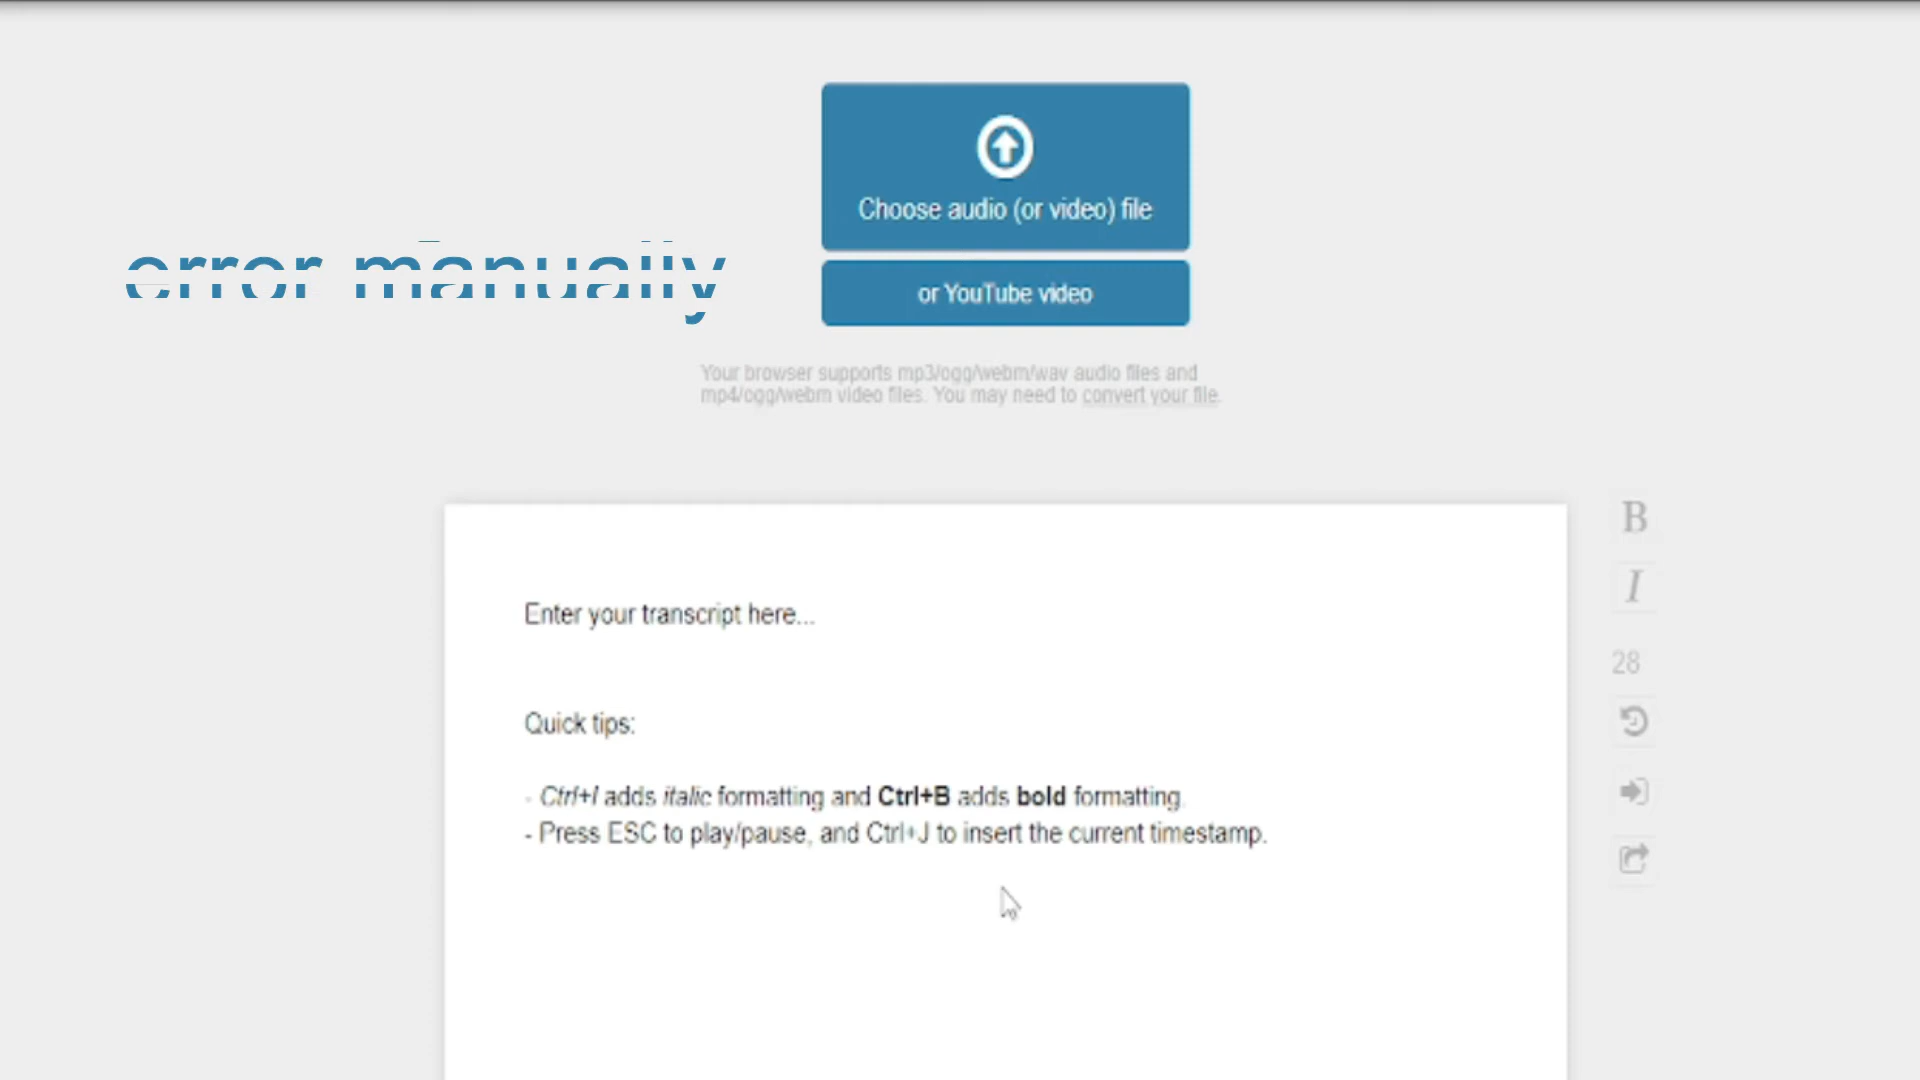 Choose audio (or video) file
error manually
or YouTube video
Your browser supports mp3/ogg/webm/wav audio files and
mp4/ogg/webm video files. You may need to convert your file.
B
I
Enter your transcript here...
28
Quick tips:
- Ctrl+I adds italic formatting and Ctrl+B adds bold formatting.
- Press ESC to play/pause, and Ctrl+J to insert the current timestamp.